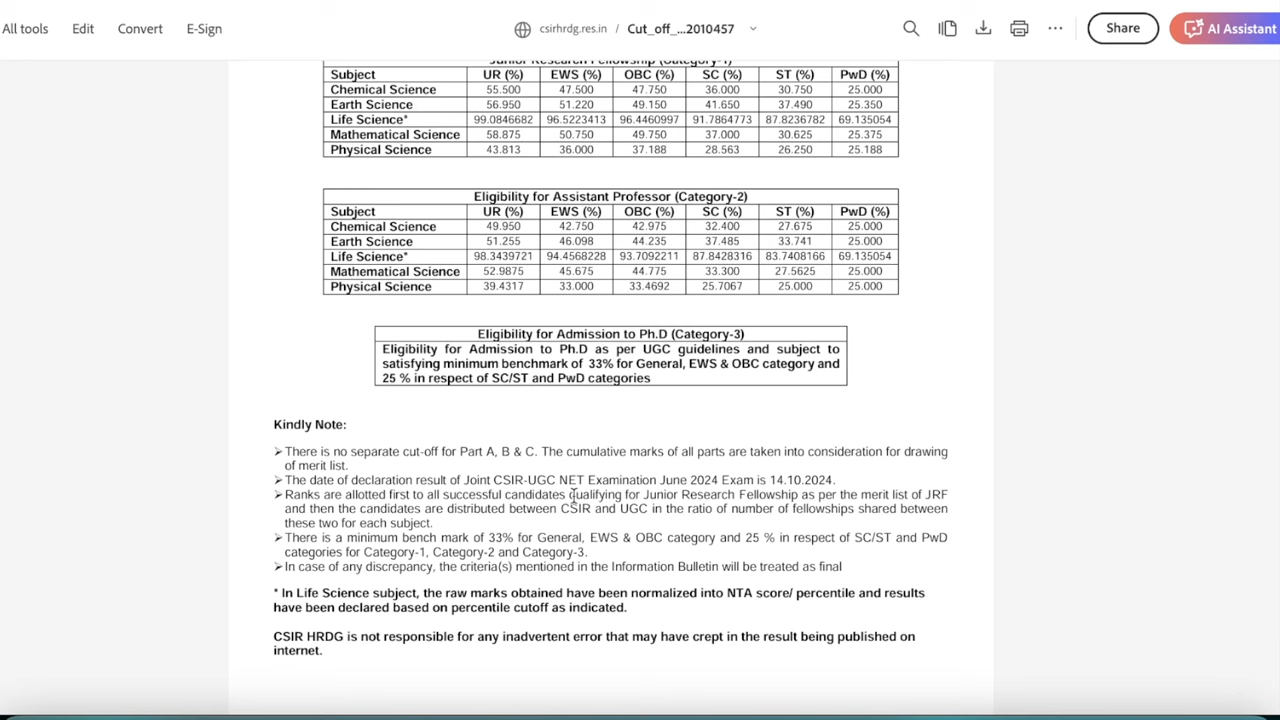 All tools Edit Convert E-Sign csirhrdg.res.in / Cut_off_...2010457 Share AI Assistant
Junior Research Fellowship (Category-1)
Subject UR (%) EWS (%) OBC (%) SC (%) ST (%) PwD (%)
Chemical Science 55.500 47.500 47.750 36.000 30.750 25.000
Earth Science 56.950 51.220 49.150 41.650 37.490 25.350
Life Science* 99.0846682 96.5223413 96.4460997 91.7864773 87.8236782 69.135054
Mathematical Science 58.875 50.750 49.750 37.000 30.625 25.375
Physical Science 43.813 36.000 37.188 28.563 26.250 25.188
Eligibility for Assistant Professor (Category-2)
Subject UR (%) EWS (%) OBC (%) SC (%) ST (%) PwD (%)
Chemical Science 49.950 42.750 42.975 32.400 27.675 25.000
Earth Science 51.255 46.098 44.235 37.485 33.741 25.000
Life Science* 98.3439721 94.4568228 93.7092211 87.8428316 83.7408166 69.135054
Mathematical Science 52.9875 45.675 44.775 33.300 27.5625 25.000
Physical Science 39.4317 33.000 33.4692 25.7067 25.000 25.000
Eligibility for Admission to Ph.D (Category-3)
Eligibility for Admission to Ph.D as per UGC guidelines and subject to
satisfying minimum benchmark of 33% for General, EWS & OBC category and
25 % in respect of SC/ST and PwD categories
Kindly Note:
➢There is no separate cut-off for Part A, B & C. The cumulative marks of all parts are taken into consideration for drawing
of merit list.
➢The date of declaration result of Joint CSIR-UGC NET Examination June 2024 Exam is 14.10.2024.
➢Ranks are allotted first to all successful candidates qualifying for Junior Research Fellowship as per the merit list of JRF
and then the candidates are distributed between CSIR and UGC in the ratio of number of fellowships shared between
these two for each subject.
➢There is a minimum bench mark of 33% for General, EWS & OBC category and 25 % in respect of SC/ST and PwD
categories for Category-1, Category-2 and Category-3.
➢In case of any discrepancy, the criteria(s) mentioned in the Information Bulletin will be treated as final
* In Life Science subject, the raw marks obtained have been normalized into NTA score/ percentile and results
have been declared based on percentile cutoff as indicated.
CSIR HRDG is not responsible for any inadvertent error that may have crept in the result being published on
internet.